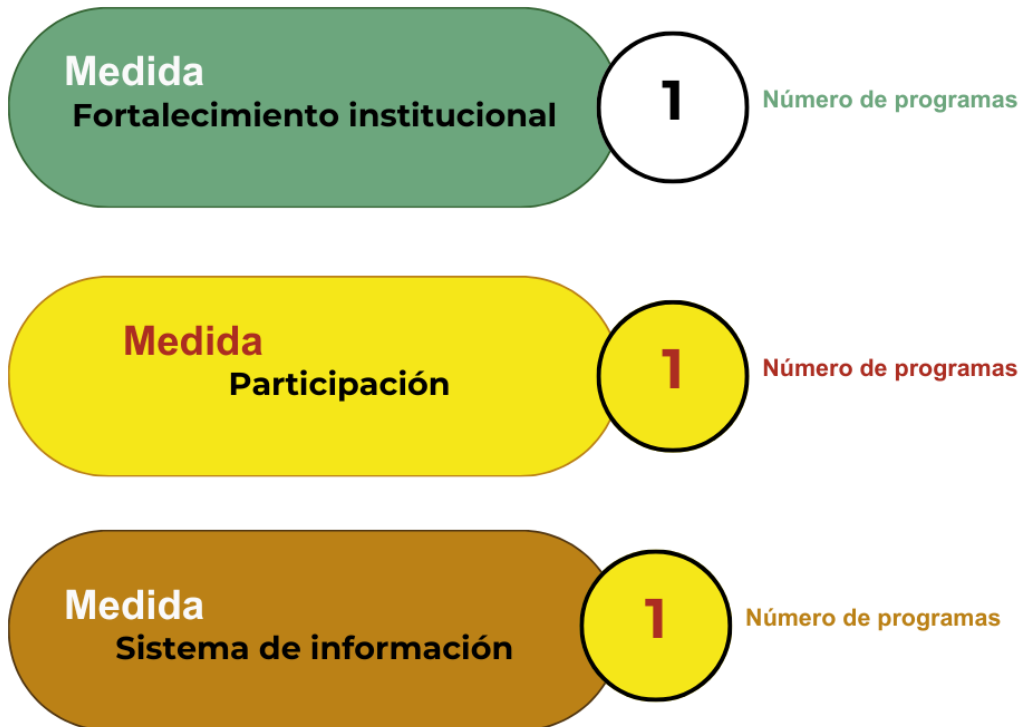 Medida
Fortalecimiento institucional
1
Número de programas
Medida
Participación
1
Número de programas
Medida
Sistema de información
1
Número de programas